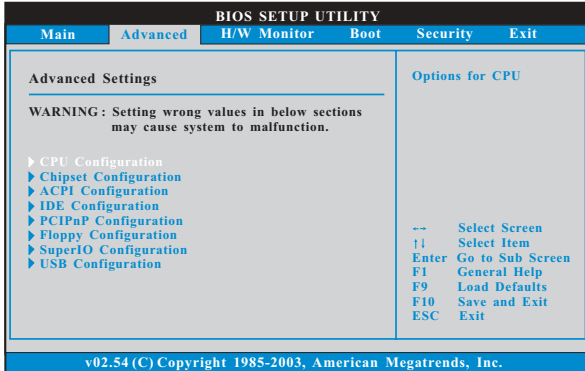 BIOS SETUP UTILITY
Main Advanced H/W Monitor Boot Security Exit
Advanced Settings
WARNING : Setting wrong values in below sections
may cause system to malfunction.
CPU Configuration
Chipset Configuration
ACPI Configuration
IDE Configuration
PCIPnP Configuration
Floppy Configuration
SuperIO Configuration
USB Configuration
Options for CPU
←→ Select Screen
↑↓ Select Item
Enter Go to Sub Screen
F1 General Help
F9 Load Defaults
F10 Save and Exit
ESC Exit
v02.54 (C) Copyright 1985-2003, American Megatrends, Inc.